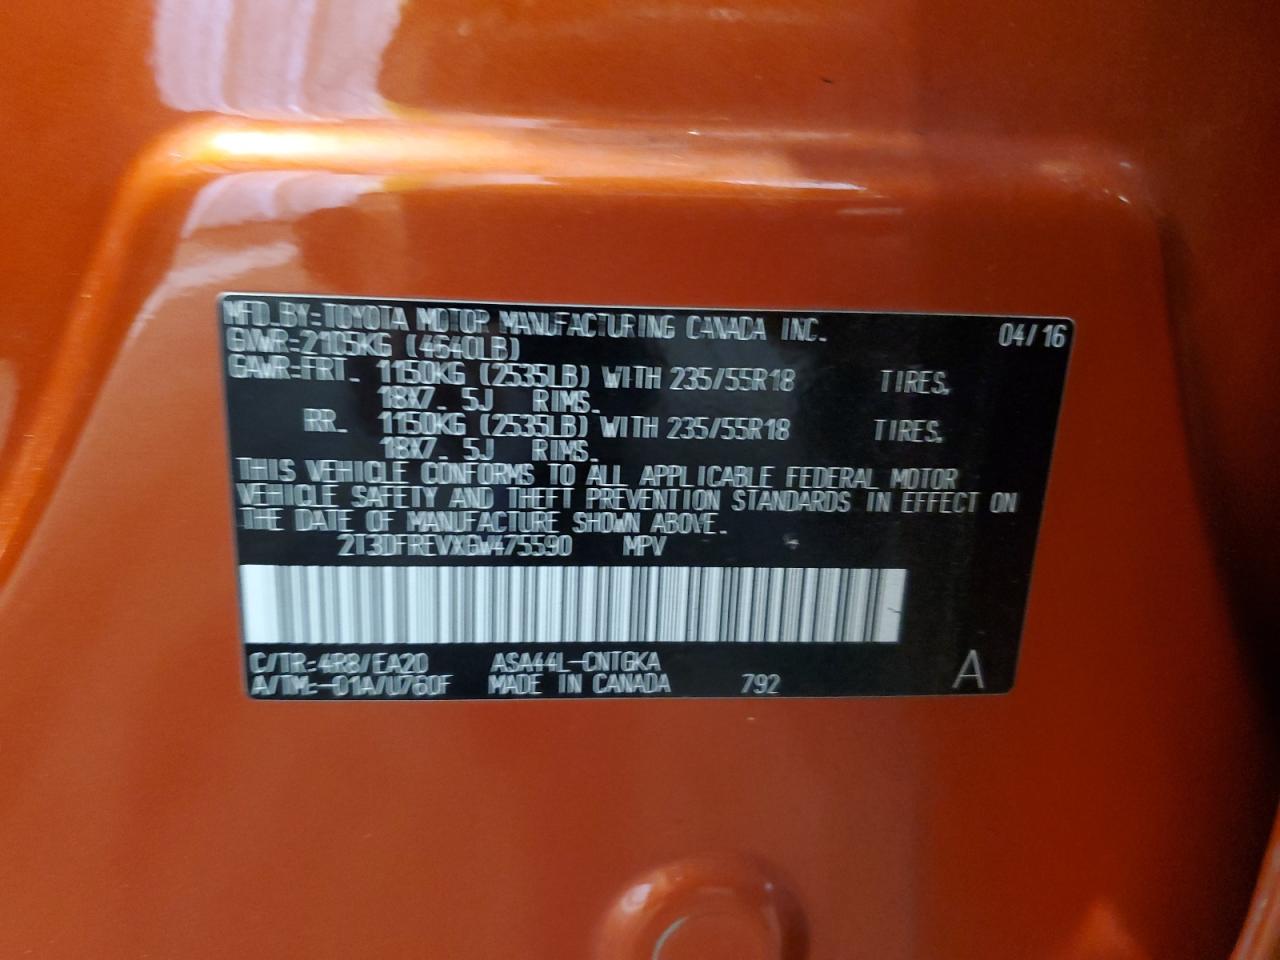 MFD. BY:TOYOTA MOTOR MANUFACTURING CANADA INC. 04/16
GVWR:2105KG (4640LB)
GAWR:FRT. 1150KG (2535LB) WITH 235/55R18 TIRES,
18X7.5J RIMS.
RR. 1150KG (2535LB) WITH 235/55R18 TIRES,
18X7.5J RIMS.
THIS VEHICLE CONFORMS TO ALL APPLICABLE FEDERAL MOTOR
VEHICLE SAFETY AND THEFT PREVENTION STANDARDS IN EFFECT ON
THE DATE OF MANUFACTURE SHOWN ABOVE.
2T3DFREVXGW475590 MPV
C/TR:4R8/EA20 ASA44L-CNTGKA
A/TM:-01A/U760F MADE IN CANADA 792 A